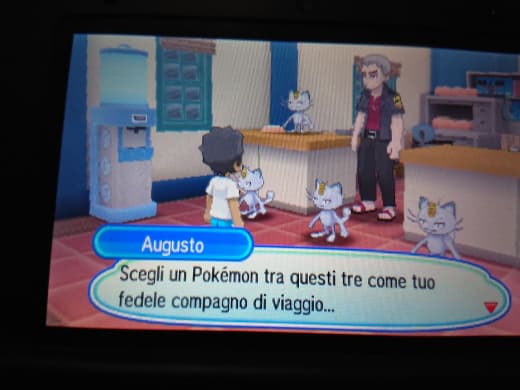 Augusto
Scegli un Pokémon tra questi tre come tuo
fedele compagno di viaggio...